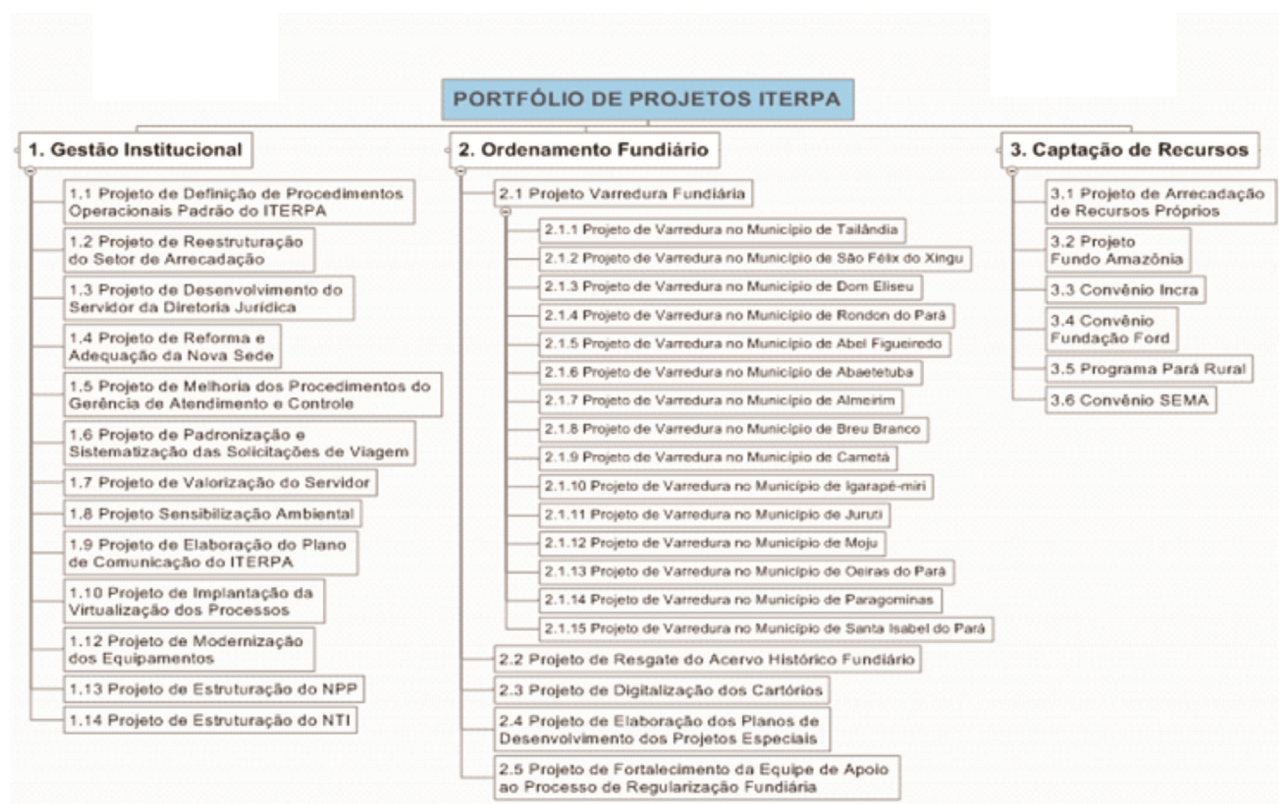 PORTFÓLIO DE PROJETOS ITERPA
1. Gestão Institucional
1.1 Projeto de Definição de Procedimentos
Operacionais Padrão do ITERPA
1.2 Projeto de Reestruturação
do Setor de Arrecadação
1.3 Projeto de Desenvolvimento do
Servidor da Diretoria Jurídica
1.4 Projeto de Reforma e
Adequação da Nova Sede
1.5 Projeto de Melhoria dos Procedimentos do
Gerência de Atendimento e Controle
1.6 Projeto de Padronização e
Sistematização das Solicitações de Viagem
1.7 Projeto de Valorização do Servidor
1.8 Projeto Sensibilização Ambiental
1.9 Projeto de Elaboração do Plano
de Comunicação do ITERPA
1.10 Projeto de Implantação da
Virtualização dos Processos
1.12 Projeto de Modernização
dos Equipamentos
1.13 Projeto de Estruturação do NPP
1.14 Projeto de Estruturação do NTI
2. Ordenamento Fundiário
2.1 Projeto Varredura Fundiária
2.1.1 Projeto de Varredura no Município de Tailândia
2.1.2 Projeto de Varredura no Município de São Félix do Xingu
2.1.3 Projeto de Varredura no Município de Dom Eliseu
2.1.4 Projeto de Varredura no Município de Rondon do Pará
2.1.5 Projeto de Varredura no Município de Abel Figueiredo
2.1.6 Projeto de Varredura no Município de Abaetetuba
2.1.7 Projeto de Varredura no Município de Almeirim
2.1.8 Projeto de Varredura no Município de Breu Branco
2.1.9 Projeto de Varredura no Município de Cametá
2.1.10 Projeto de Varredura no Município de Igarapé-miri
2.1.11 Projeto de Varredura no Município de Juruti
2.1.12 Projeto de Varredura no Município de Moju
2.1.13 Projeto de Varredura no Município de Oeiras do Pará
2.1.14 Projeto de Varredura no Município de Paragominas
2.1.15 Projeto de Varredura no Município de Santa Isabel do Pará
2.2 Projeto de Resgate do Acervo Histórico Fundiário
2.3 Projeto de Digitalização dos Cartórios
2.4 Projeto de Elaboração dos Planos de
Desenvolvimento dos Projetos Especiais
2.5 Projeto de Fortalecimento da Equipe de Apoio
ao Processo de Regularização Fundiária
3. Captação de Recursos
3.1 Projeto de Arrecadação
de Recursos Próprios
3.2 Projeto
Fundo Amazônia
3.3 Convênio Incra
3.4 Convênio
Fundação Ford
3.5 Programa Pará Rural
3.6 Convênio SEMA